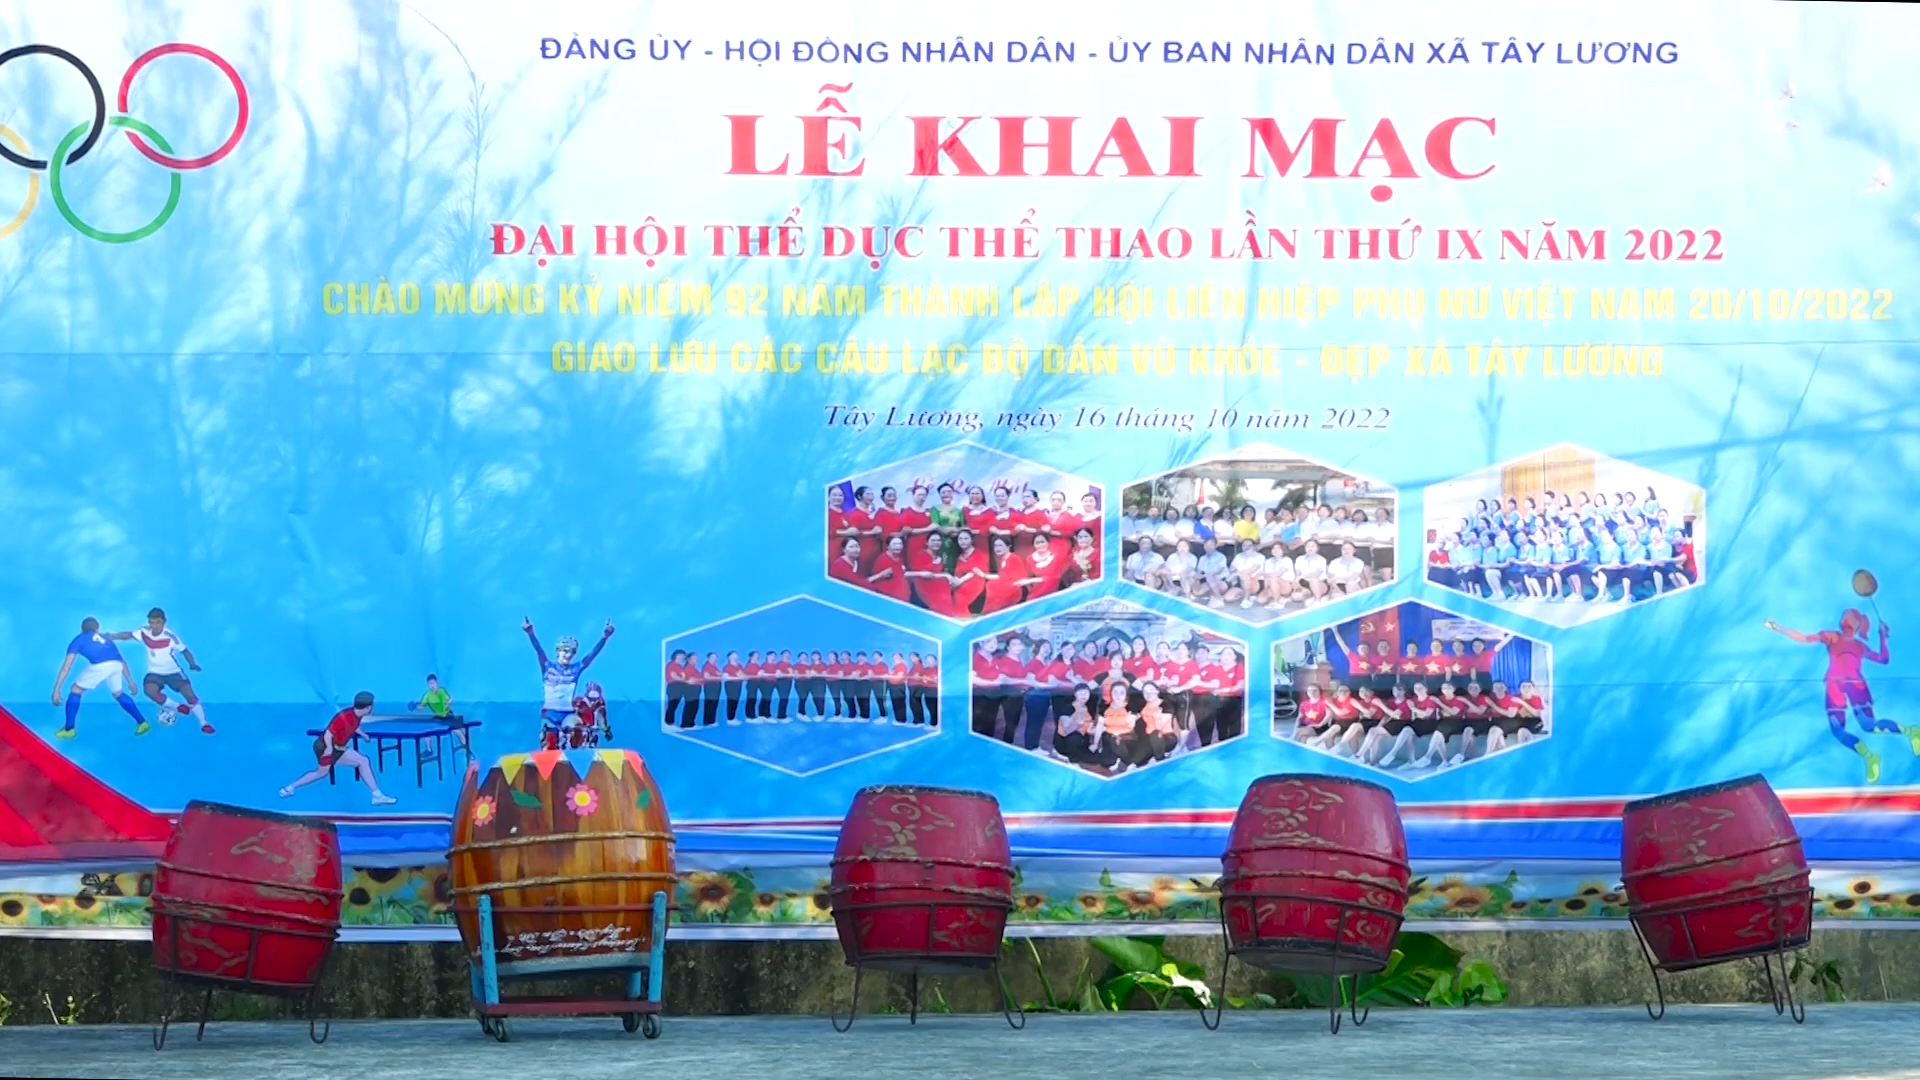 ĐẢNG ỦY - HỘI ĐỒNG NHÂN DÂN - ỦY BAN NHÂN DÂN XÃ TÂY LƯƠNG
LỄ KHAI MẠC
ĐẠI HỘI THỂ DỤC THỂ THAO LẦN THỨ IX NĂM 2022
CHÀO MỪNG KỶ NIỆM 92 NĂM THÀNH LẬP HỘI LIÊN HIỆP PHỤ NỮ VIỆT NAM 20/10/2022
GIAO LƯU CÁC CÂU LẠC BỘ DÂN VŨ KHỎE - ĐẸP XÃ TÂY LƯƠNG
Tây Lương, ngày 16 tháng 10 năm 2022